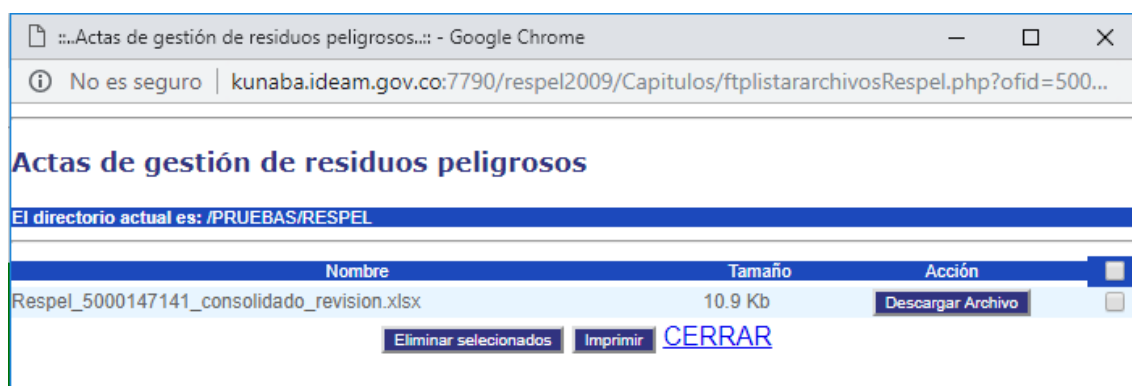 ::..Actas de gestión de residuos peligrosos..:: - Google Chrome
No es seguro | kunaba.ideam.gov.co:7790/respel2009/Capitulos/ftplistararchivosRespel.php?ofid=500...
Actas de gestión de residuos peligrosos
El directorio actual es: /PRUEBAS/RESPEL
Nombre Tamaño Acción
Respel_5000147141_consolidado_revision.xlsx 10.9 Kb Descargar Archivo
Eliminar selecionados Imprimir CERRAR